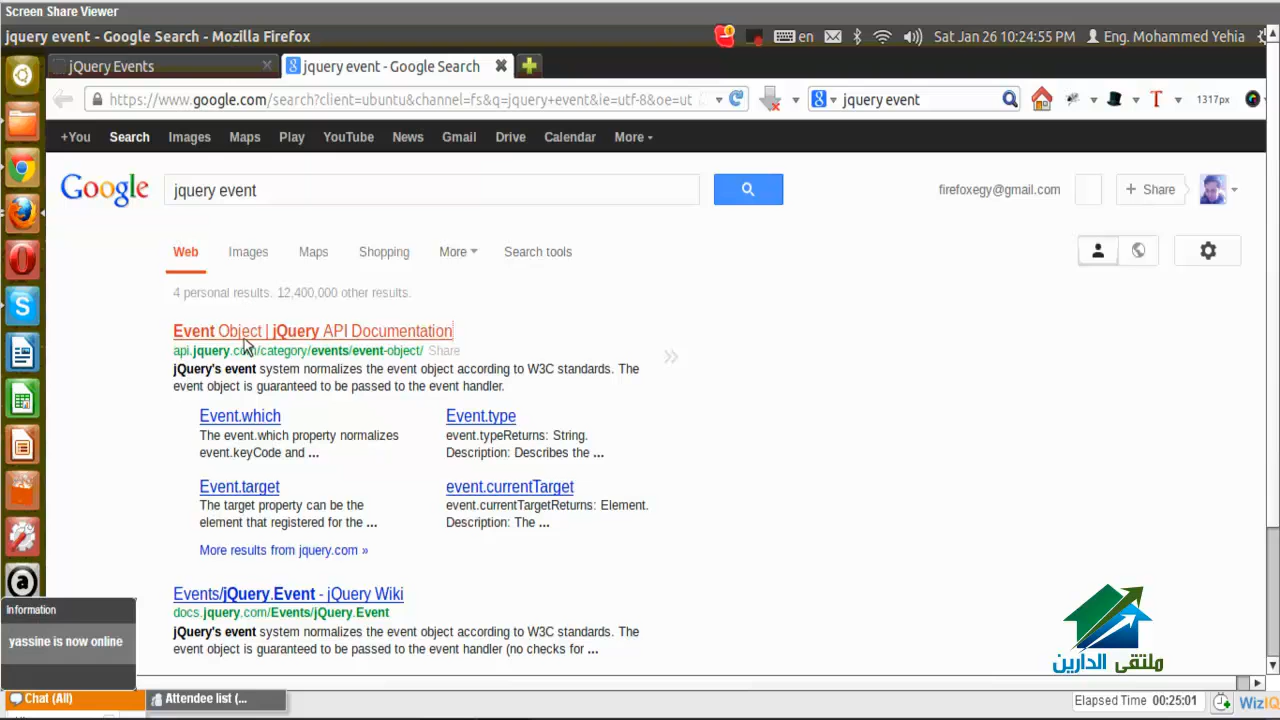 Screen Share Viewer
jquery event - Google Search - Mozilla Firefox
en
Sat Jan 26 10:24:55 PM
Eng. Mohammed Yehia
jQuery Events
jquery event - Google Search
https://www.google.com/search?client=ubuntu&channel=fs&q=jquery+event&ie=utf-8&oe=ut
jquery event
1317px
+You Search Images Maps Play YouTube News Gmail Drive Calendar More
Google
jquery event
firefoxegy@gmail.com
+ Share
Web Images Maps Shopping More Search tools
4 personal results. 12,400,000 other results.
Event Object | jQuery API Documentation
api.jquery.com/category/events/event-object/ Share
jQuery's event system normalizes the event object according to W3C standards. The
event object is guaranteed to be passed to the event handler.
Event.which
The event.which property normalizes
event.keyCode and ...
Event.type
event.typeReturns: String.
Description: Describes the ...
Event.target
The target property can be the
element that registered for the ...
event.currentTarget
event.currentTargetReturns: Element.
Description: The ...
More results from jquery.com »
Events/jQuery.Event - jQuery Wiki
docs.jquery.com/Events/jQuery.Event
jQuery's event system normalizes the event object according to W3C standards. The
event object is guaranteed to be passed to the event handler (no checks for ...
Information
yassine is now online
ملتقى الدارين
Chat (All)
Attendee list (...
Elapsed Time 00:25:01
WizIQ